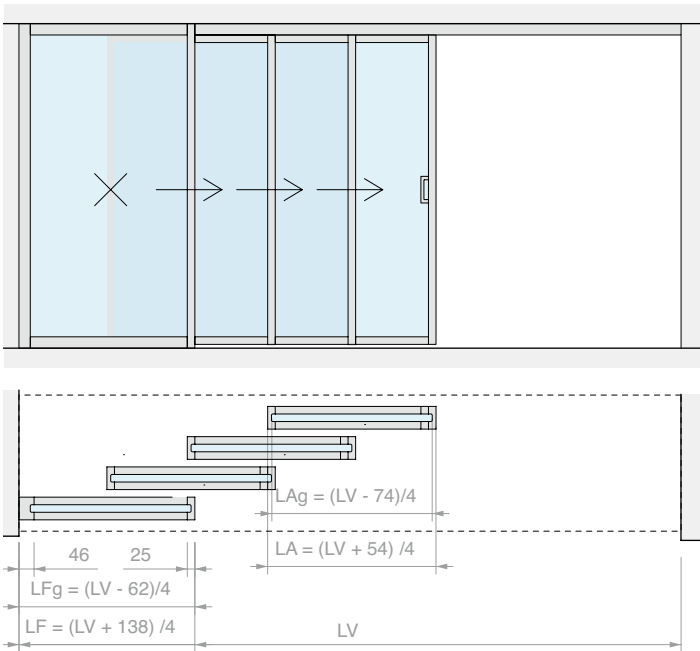 LAg = (LV - 74)/4
LA = (LV + 54) /4
46 25
LFg = (LV - 62)/4
LF = (LV + 138) /4
LV